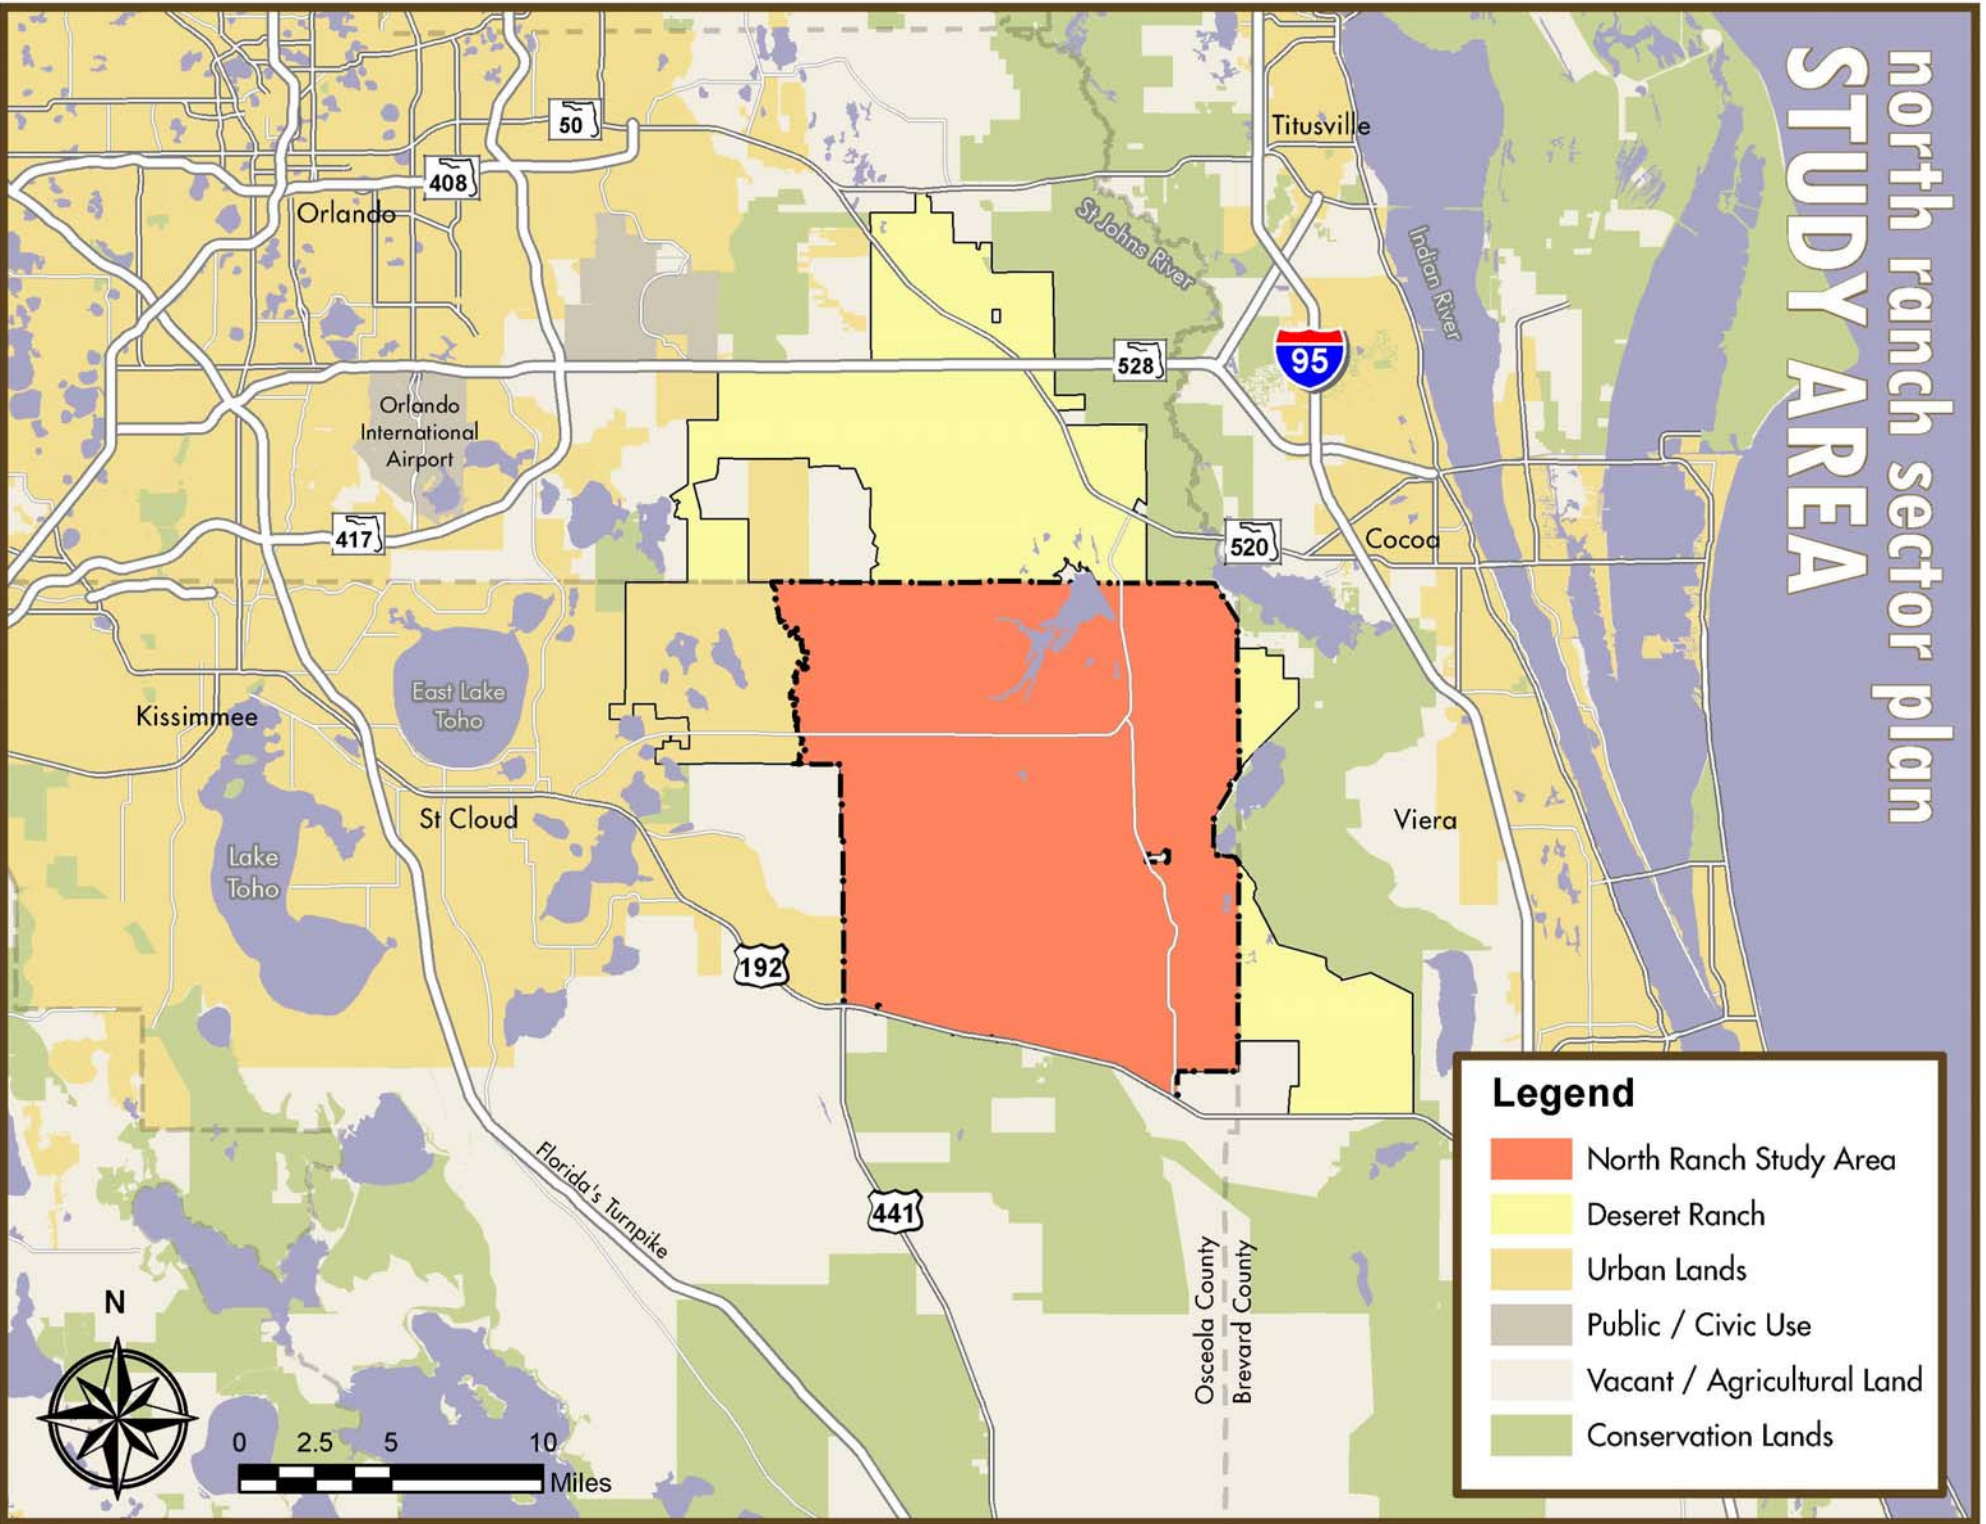 north ranch sector plan
STUDY AREA
50
Titusville
408
Orlando
St Johns River
Indian River
528
95
Orlando
International
Airport
417
520
Cocoa
East Lake
Toho
Kissimmee
St Cloud
Viera
Lake
Toho
192
Florida's Turnpike
441
Osceola County
Brevard County
N
0 2.5 5 10
Miles
Legend
North Ranch Study Area
Deseret Ranch
Urban Lands
Public / Civic Use
Vacant / Agricultural Land
Conservation Lands